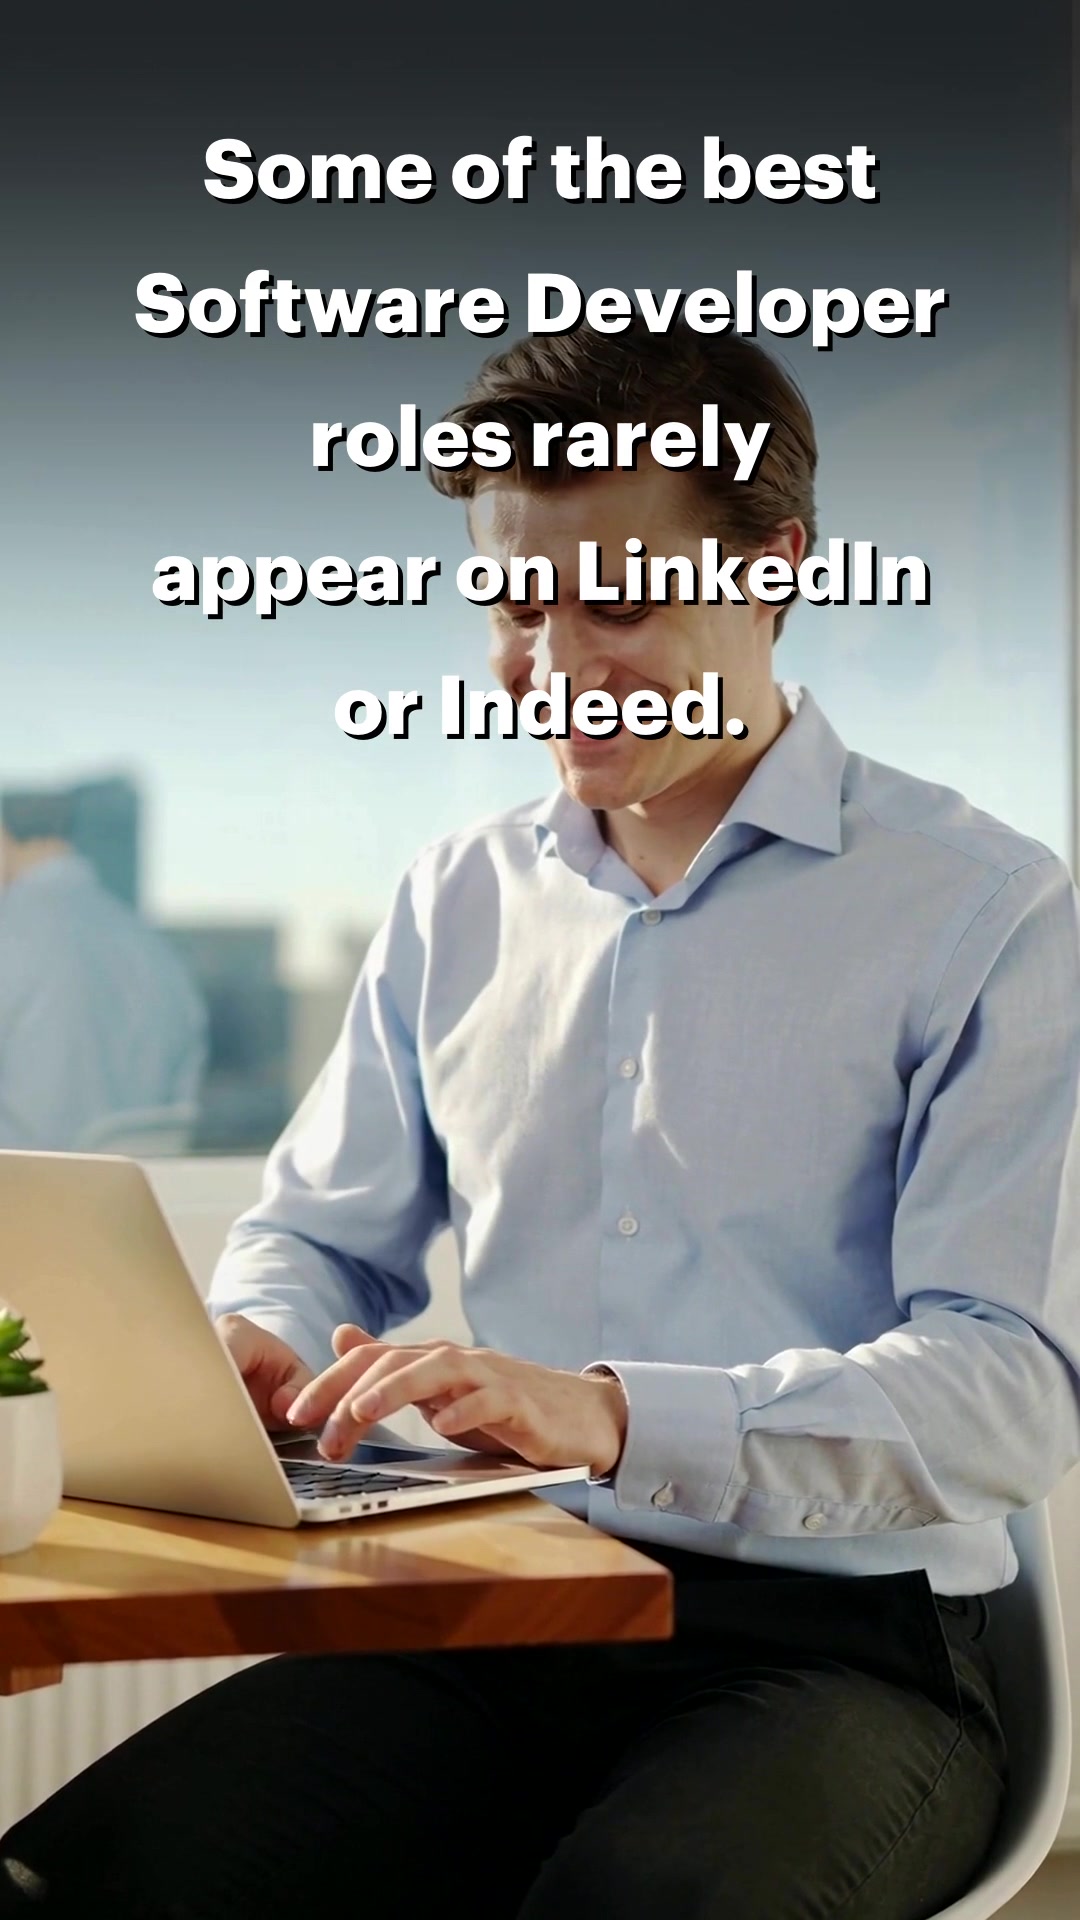 Some of the best
Software Developer
roles rarely
appear on LinkedIn
or Indeed.